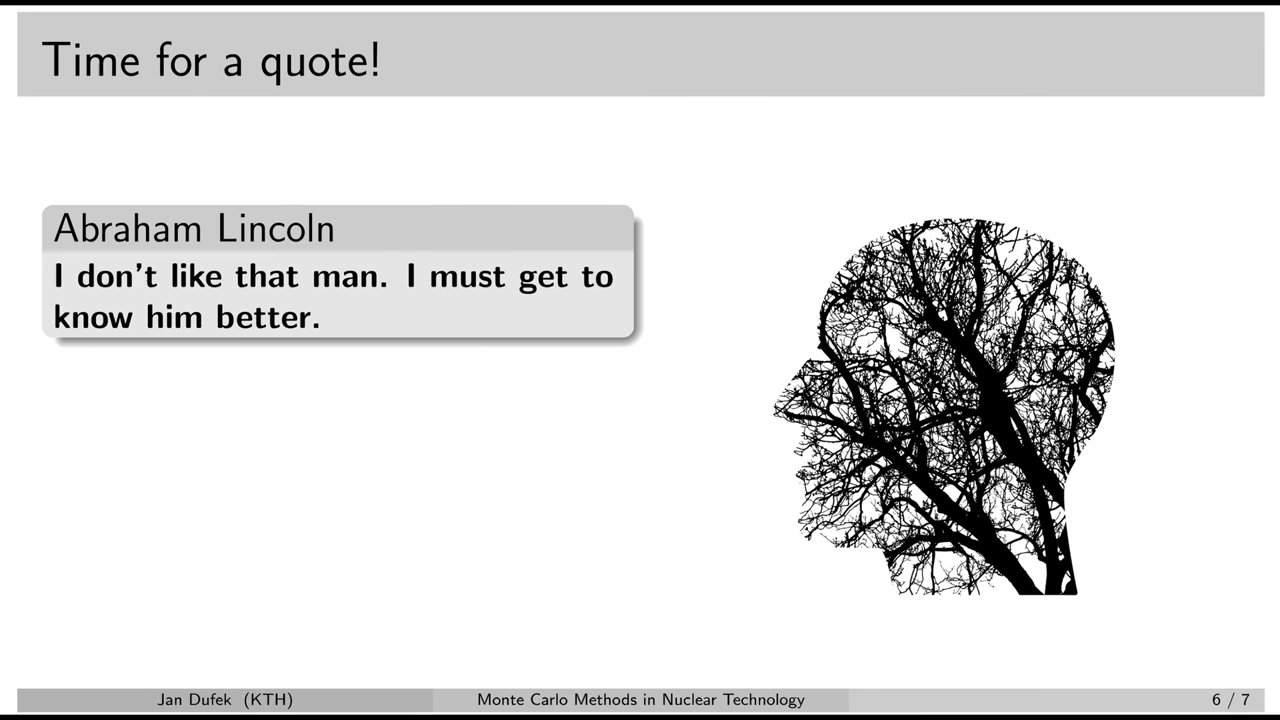 Time for a quote!
Abraham Lincoln
I don't like that man. I must get to
know him better.
Jan Dufek (KTH)
Monte Carlo Methods in Nuclear Technology
6 / 7